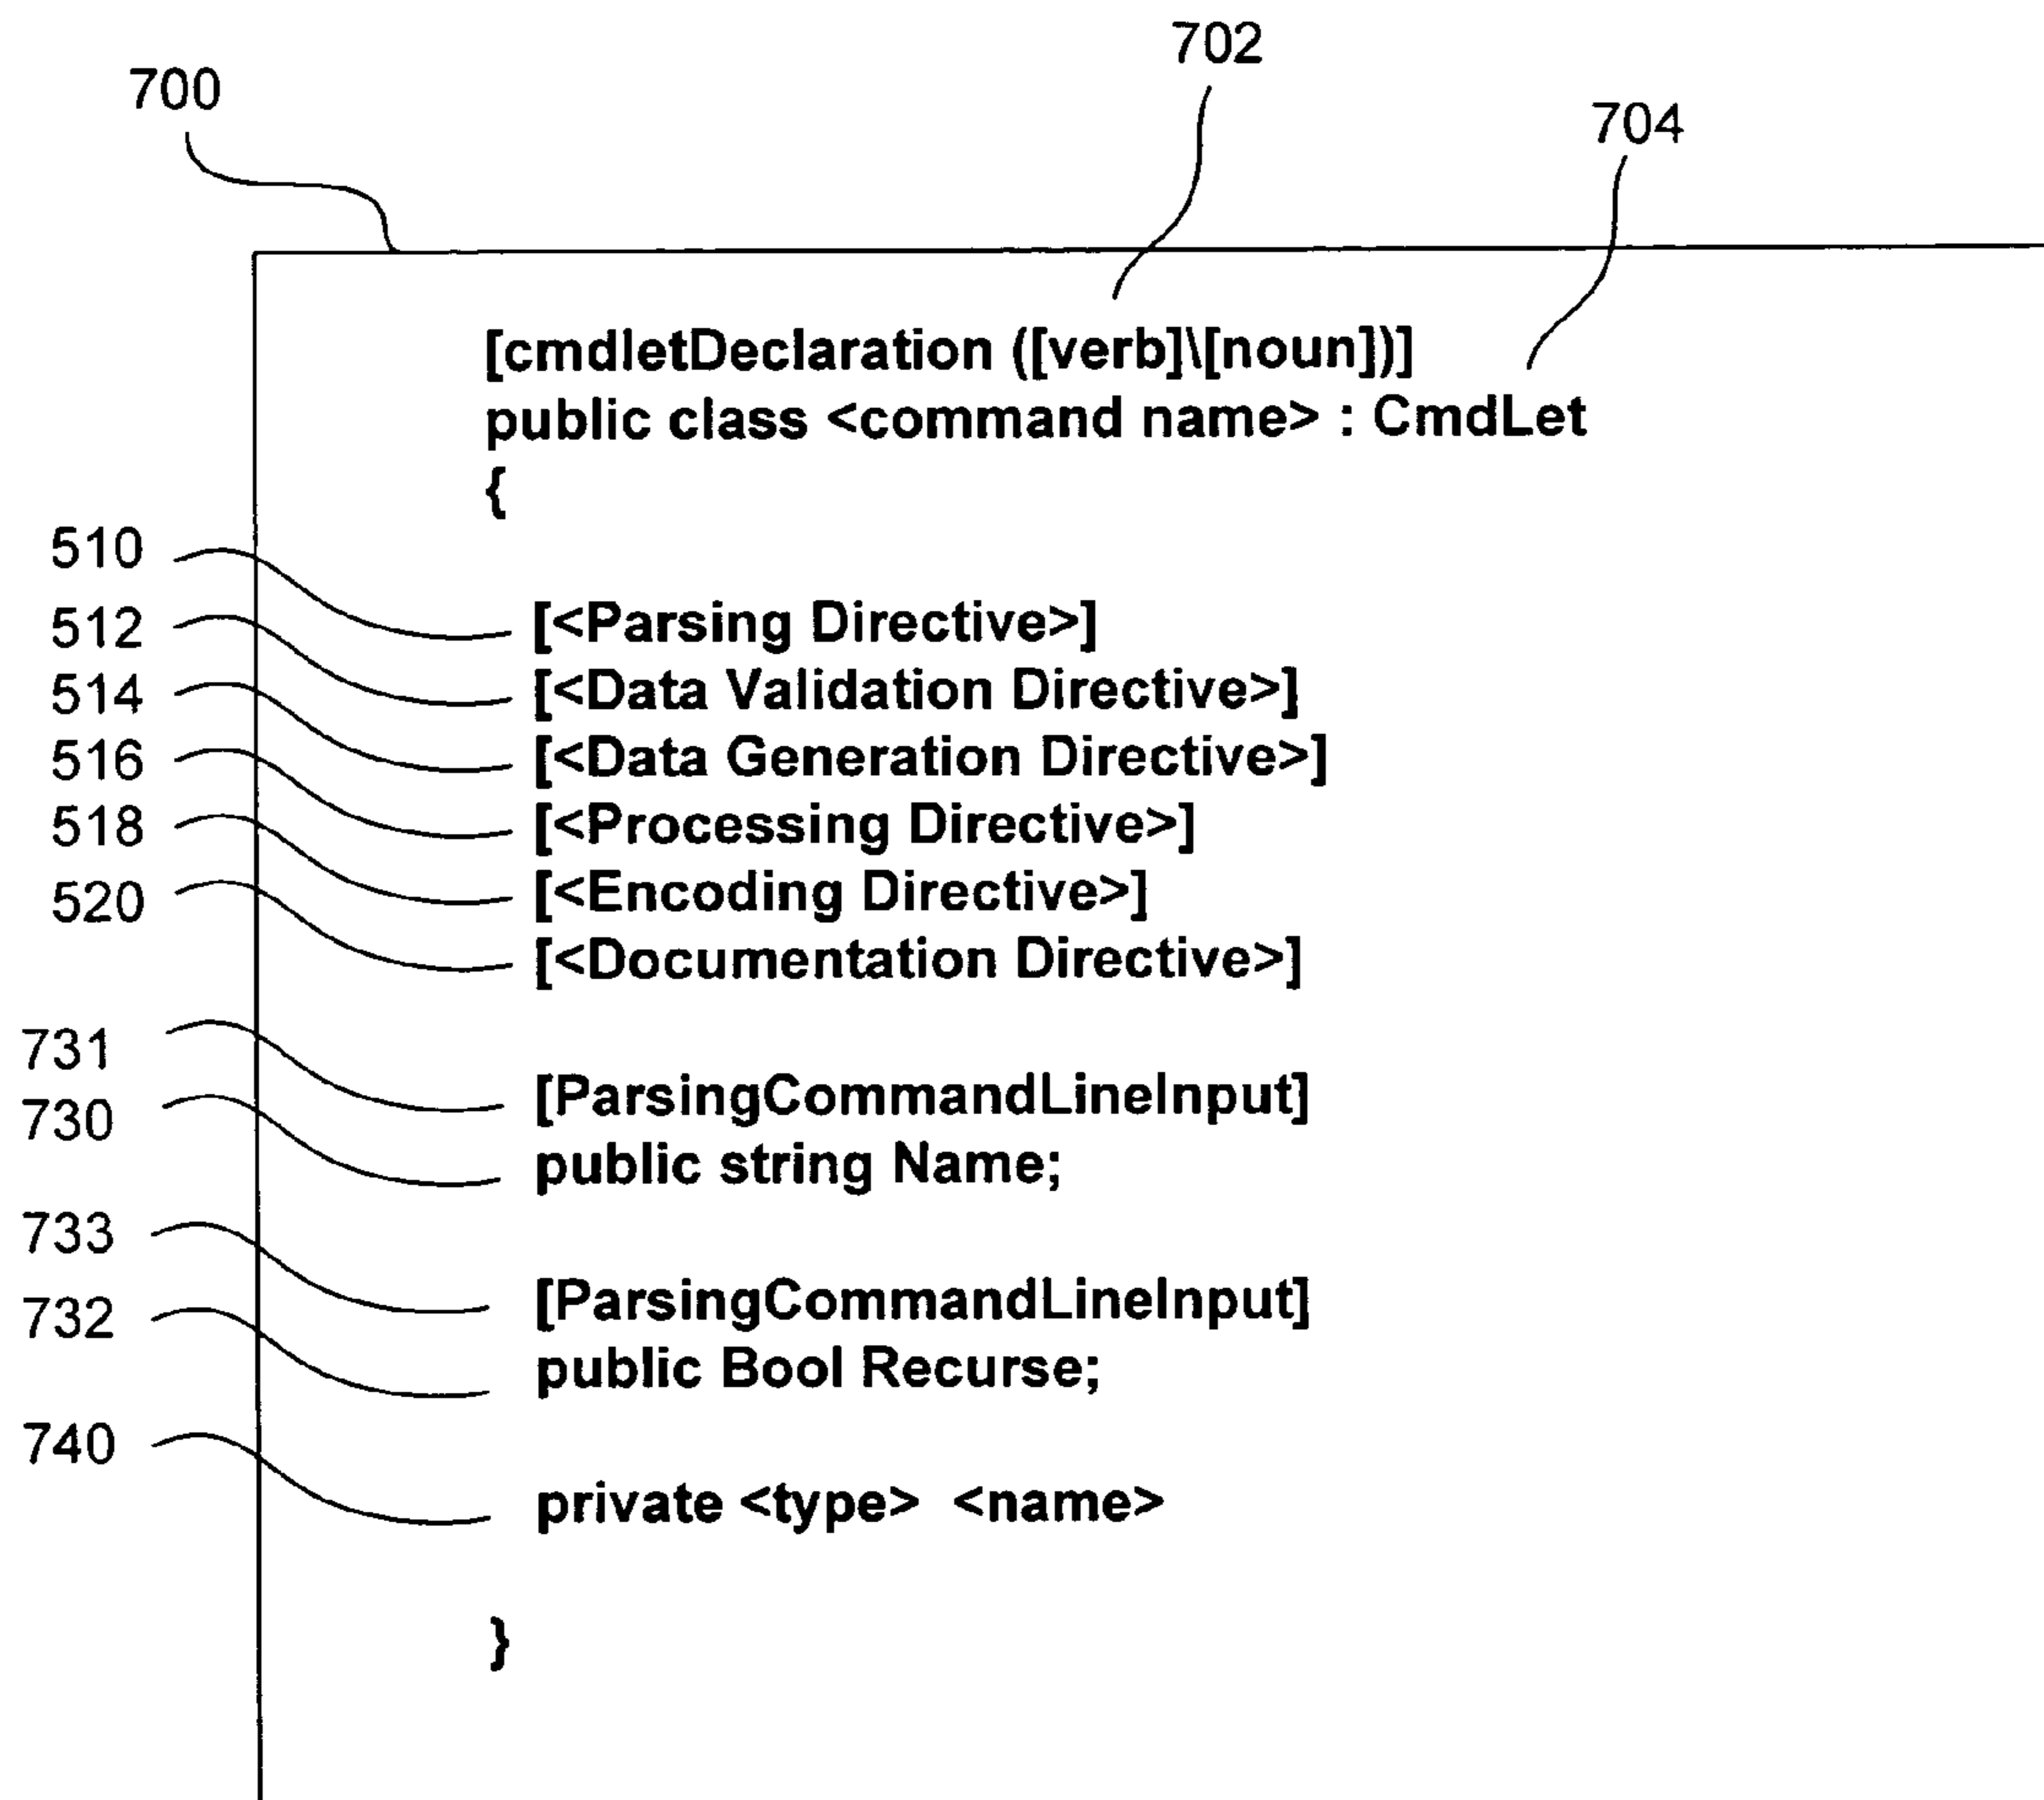 702
700
704
[cmdletDeclaration ([verb]\[noun])]
public class <command name> : CmdLet
{
510
[<Parsing Directive>]
512
[<Data Validation Directive>]
514
[<Data Generation Directive>]
516
[<Processing Directive>]
518
[<Encoding Directive>]
520
[<Documentation Directive>]
731
[ParsingCommandLineInput]
730
public string Name;
733
[ParsingCommandLineInput]
732
public Bool Recurse;
740
private <type> <name>
}